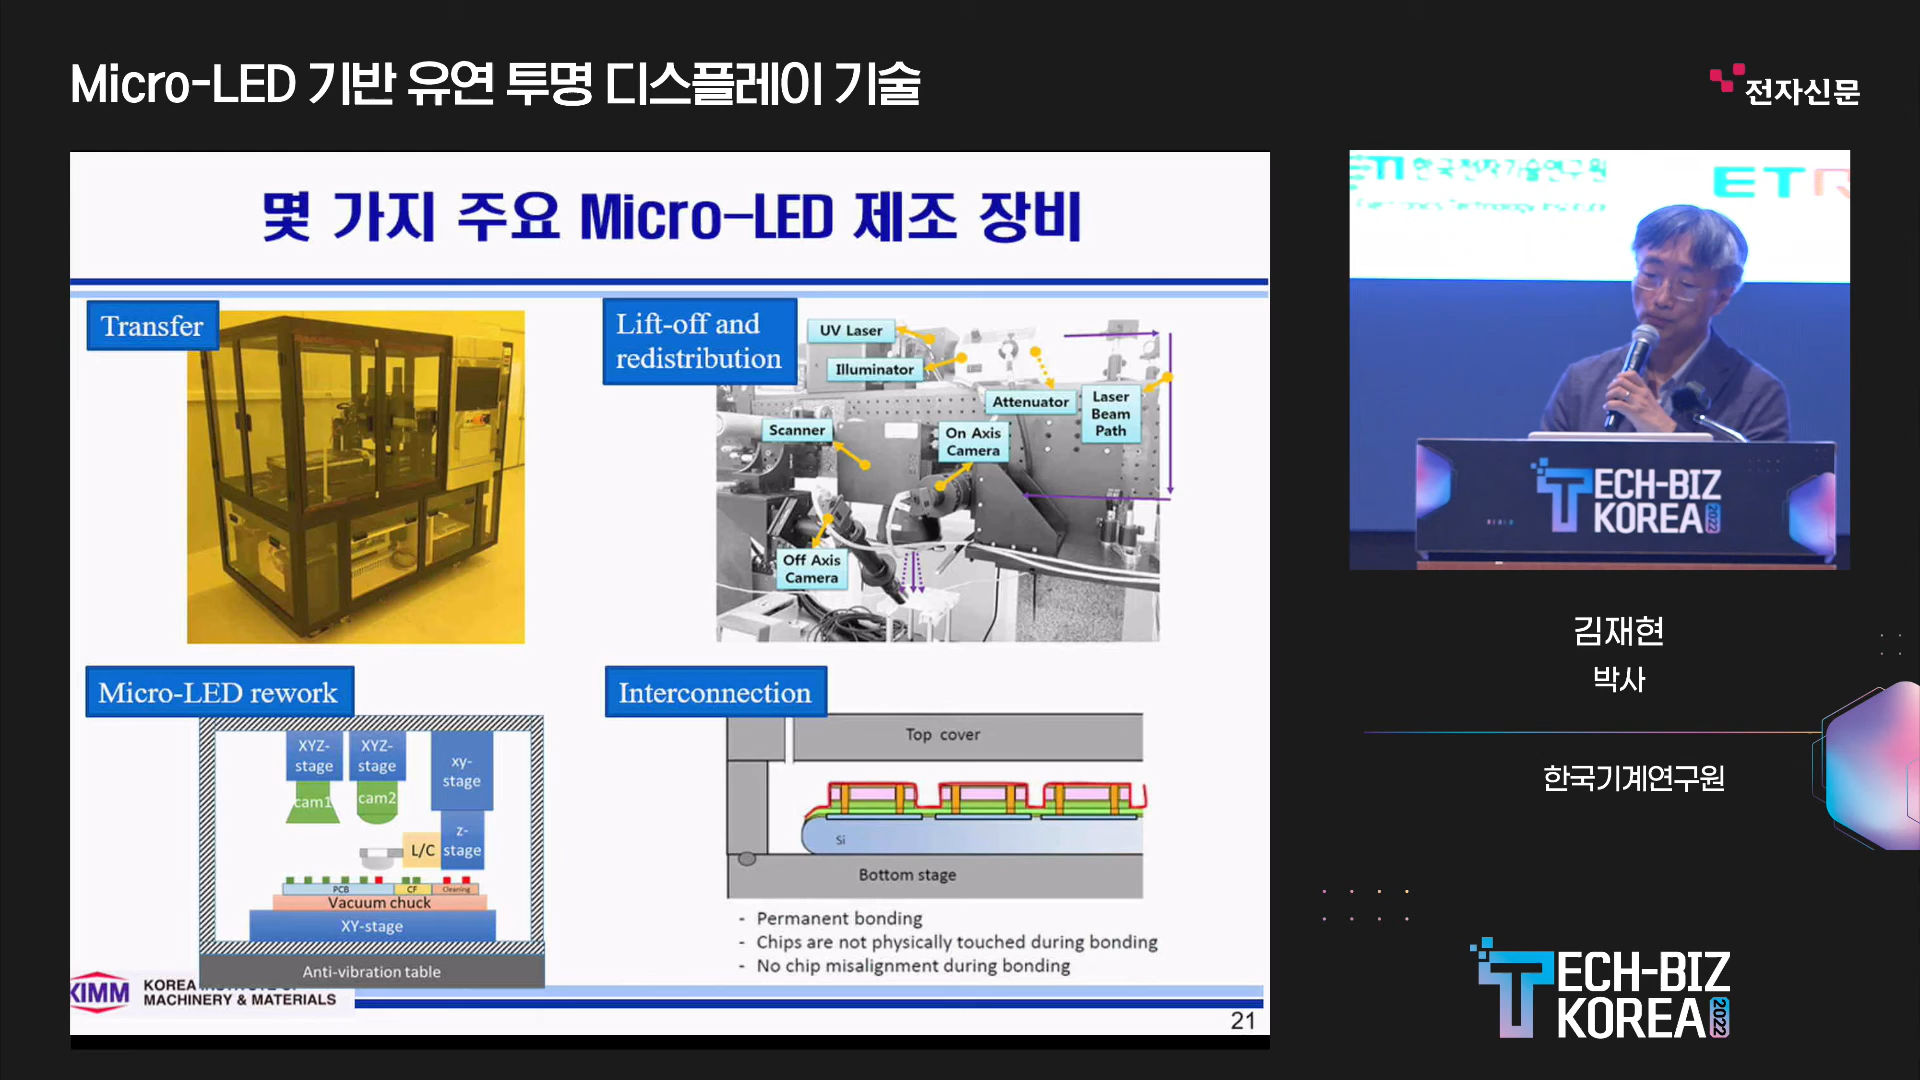 Micro-LED 기반 유연 투명 디스플레이 기술
전자신문
몇 가지 주요 Micro-LED 제조 장비
Transfer
Lift-off and
redistribution
UV Laser
Illuminator
Attenuator
Laser
Beam
Path
Scanner
On Axis
Camera
Off Axis
Camera
Micro-LED rework
XYZ-
stage
XYZ-
stage
xy-
stage
cam1
cam2
z-
stage
L/C
PCB
CF
Cleaning
Vacuum chuck
XY-stage
Anti-vibration table
Interconnection
Top cover
Si
Bottom stage
- Permanent bonding
- Chips are not physically touched during bonding
- No chip misalignment during bonding
KIMM
KOREA INSTITUTE OF
MACHINERY & MATERIALS
21
한국전자기술연구원
ETR
TECH-BIZ
KOREA 2022
김재현
박사
한국기계연구원
TECH-BIZ
KOREA 2022